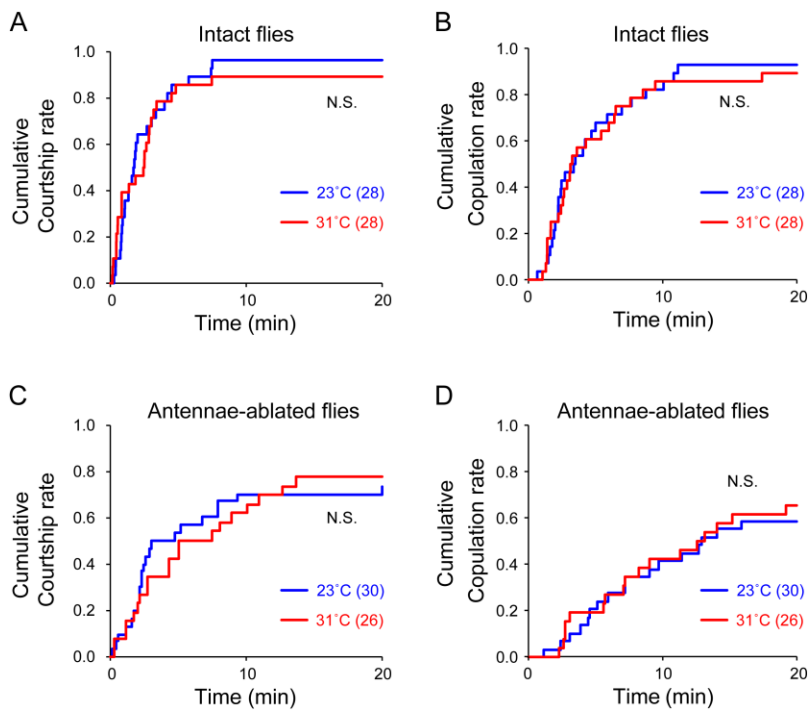 A
Intact flies
Cumulative
Courtship rate
1.0
0.8
0.6
0.4
0.2
0.0
N.S.
23˚C (28)
31˚C (28)
0
10
20
Time (min)
B
Intact flies
Cumulative
Copulation rate
1.0
0.8
0.6
0.4
0.2
0.0
N.S.
23˚C (28)
31˚C (28)
0
10
20
Time (min)
C
Antennae-ablated flies
Cumulative
Courtship rate
1.0
0.8
0.6
0.4
0.2
0.0
N.S.
23˚C (30)
31˚C (26)
0
10
20
Time (min)
D
Antennae-ablated flies
Cumulative
Copulation rate
1.0
0.8
0.6
0.4
0.2
0.0
N.S.
23˚C (30)
31˚C (26)
0
10
20
Time (min)